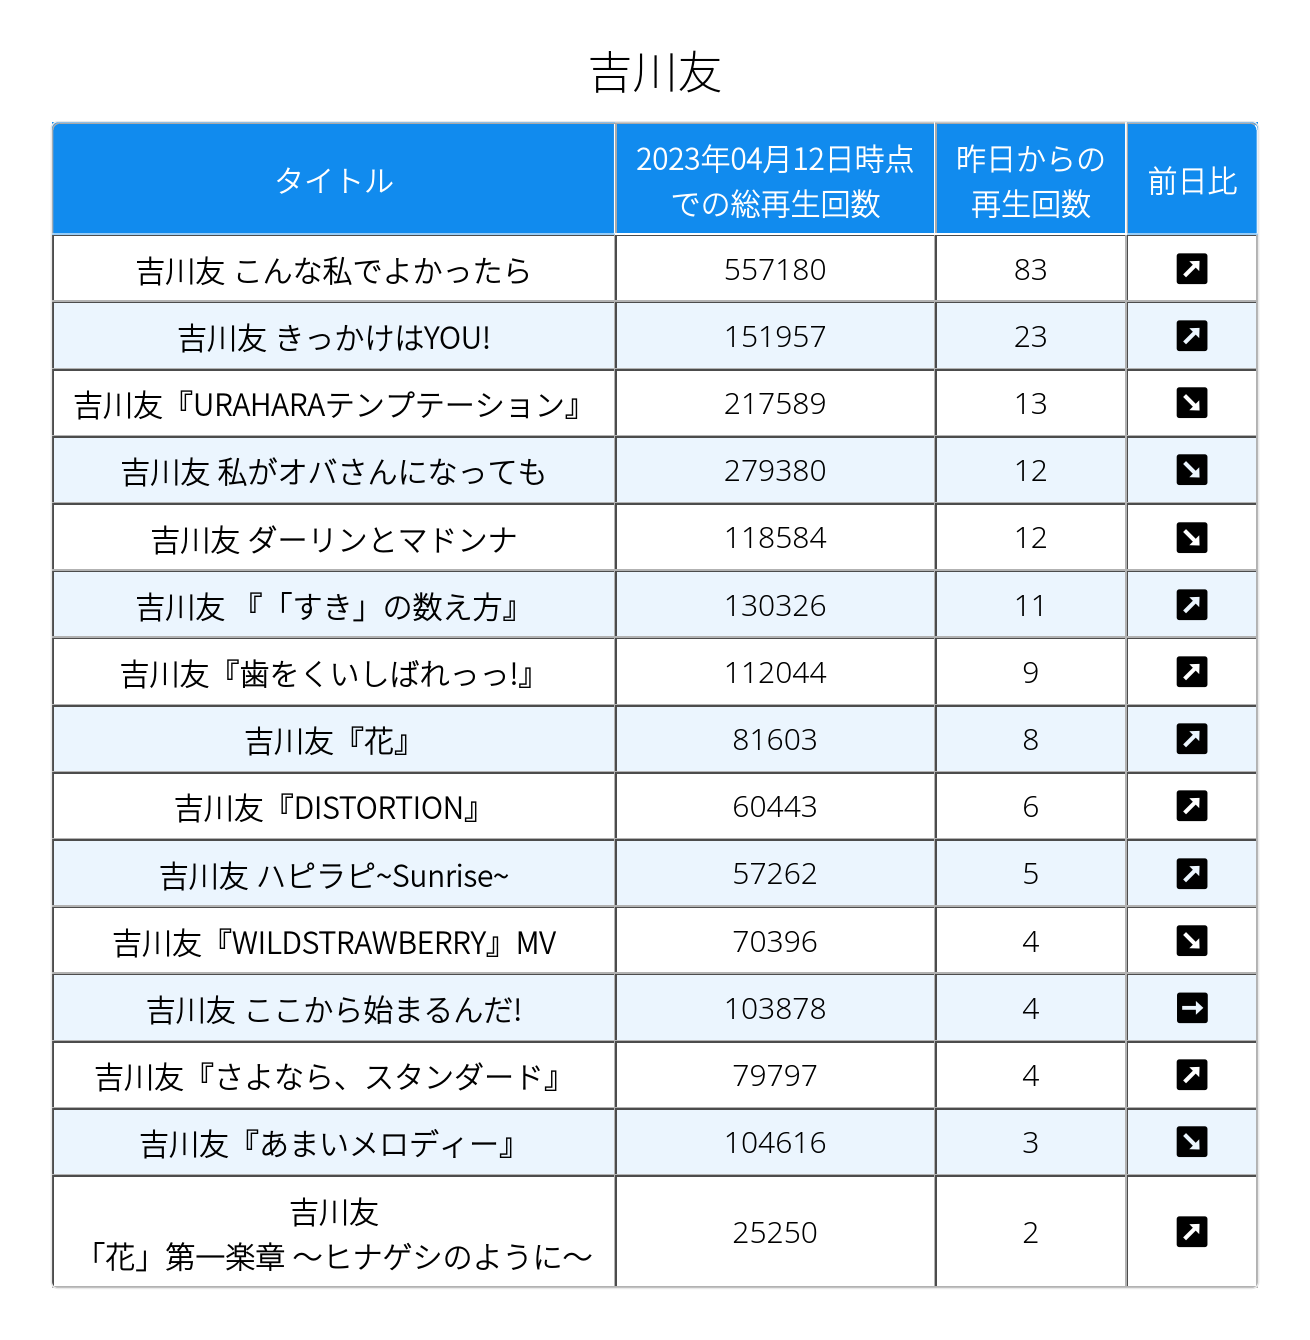 吉川友
タイトル
2023年04月12日時点
での総再生回数
昨日からの
再生回数
前日比
吉川友 こんな私でよかったら 557180 83
吉川友 きっかけはYOU! 151957 23
吉川友『URAHARAテンプテーション』 217589 13
吉川友 私がオバさんになっても 279380 12
吉川友 ダーリンとマドンナ 118584 12
吉川友 『「すき」の数え方』 130326 11
吉川友『歯をくいしばれっっ!』 112044 9
吉川友『花』 81603 8
吉川友『DISTORTION』 60443 6
吉川友 ハピラピ~Sunrise~ 57262 5
吉川友『WILDSTRAWBERRY』MV 70396 4
吉川友 ここから始まるんだ! 103878 4
吉川友『さよなら、スタンダード』 79797 4
吉川友『あまいメロディー』 104616 3
吉川友
「花」第一楽章 〜ヒナゲシのように〜 25250 2